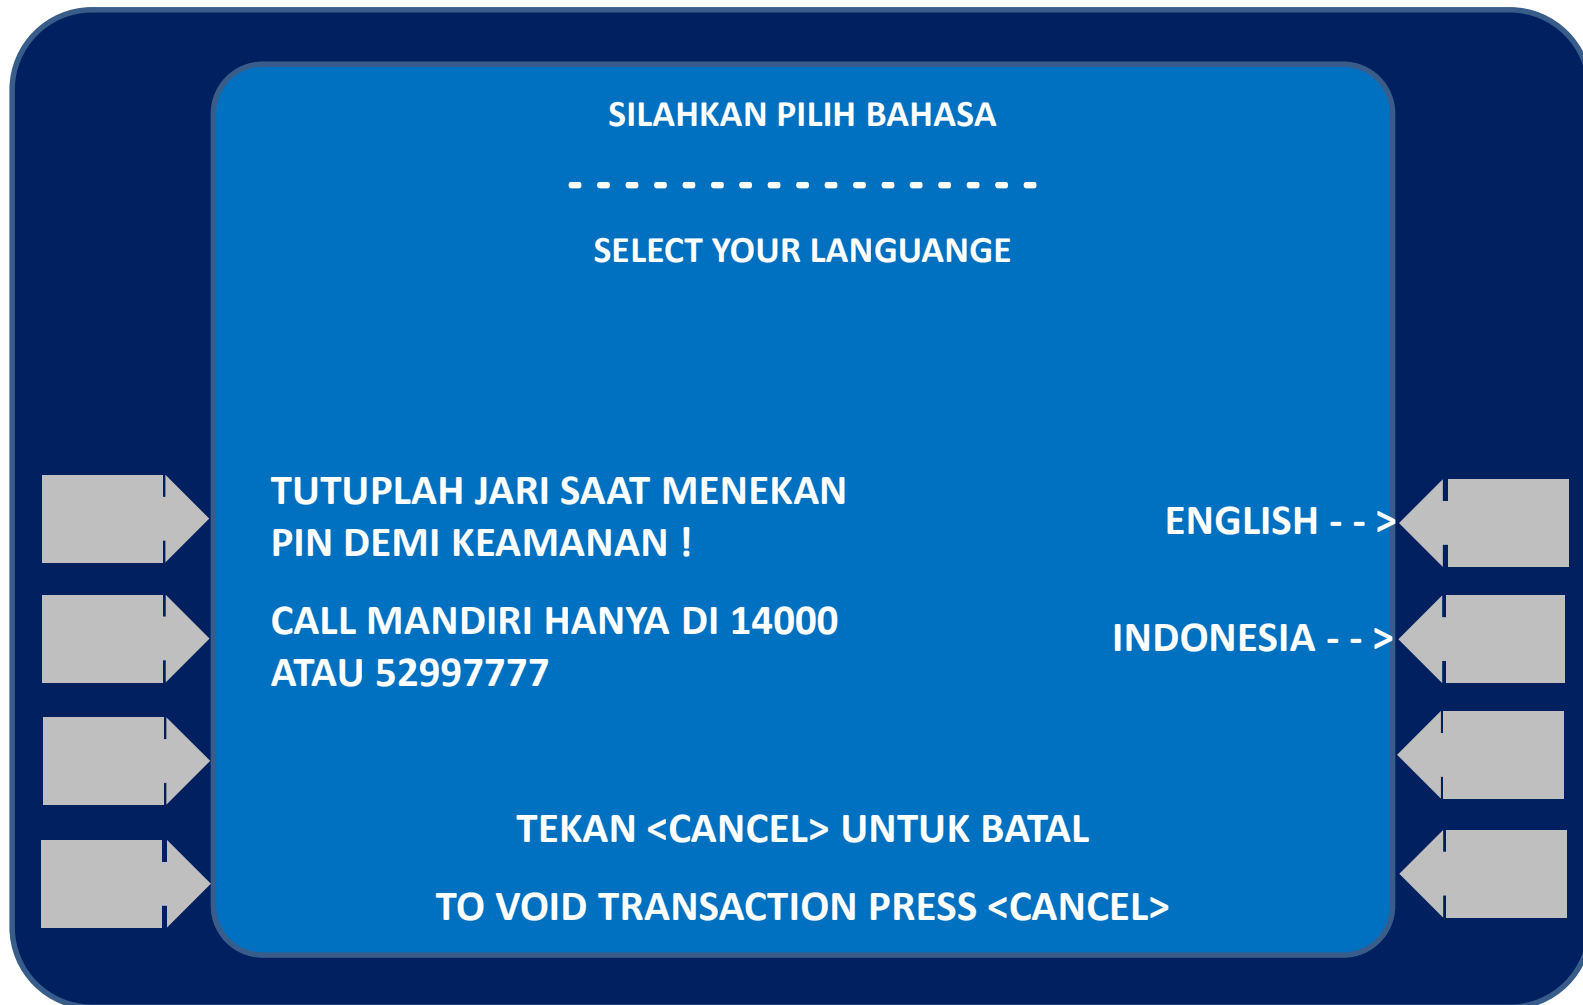 SILAHKAN PILIH BAHASA
- - - - - - - - - - - - - - - - -
SELECT YOUR LANGUANGE
TUTUPLAH JARI SAAT MENEKAN
PIN DEMI KEAMANAN !
CALL MANDIRI HANYA DI 14000
ATAU 52997777
ENGLISH - - >
INDONESIA - - >
TEKAN <CANCEL> UNTUK BATAL
TO VOID TRANSACTION PRESS <CANCEL>